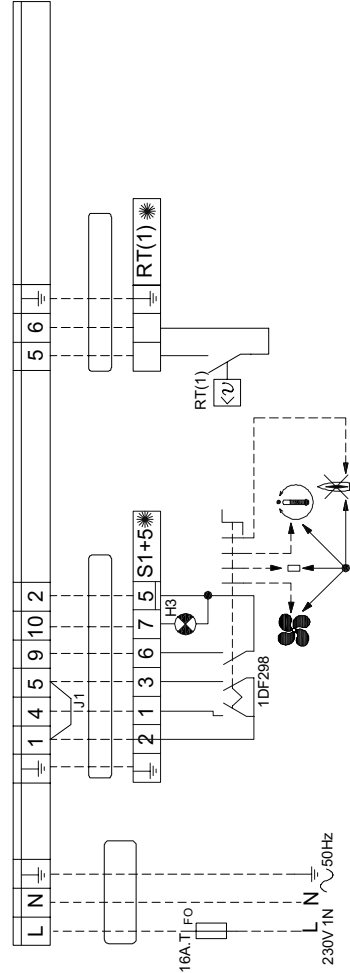 L N 1 4 5 9 10 2 5 6
J1
2 1 3 6 7 5 S1+5
RT(1)
H3
RT(1)
1DF298
16A.T FO
L N
230V 1N 50Hz